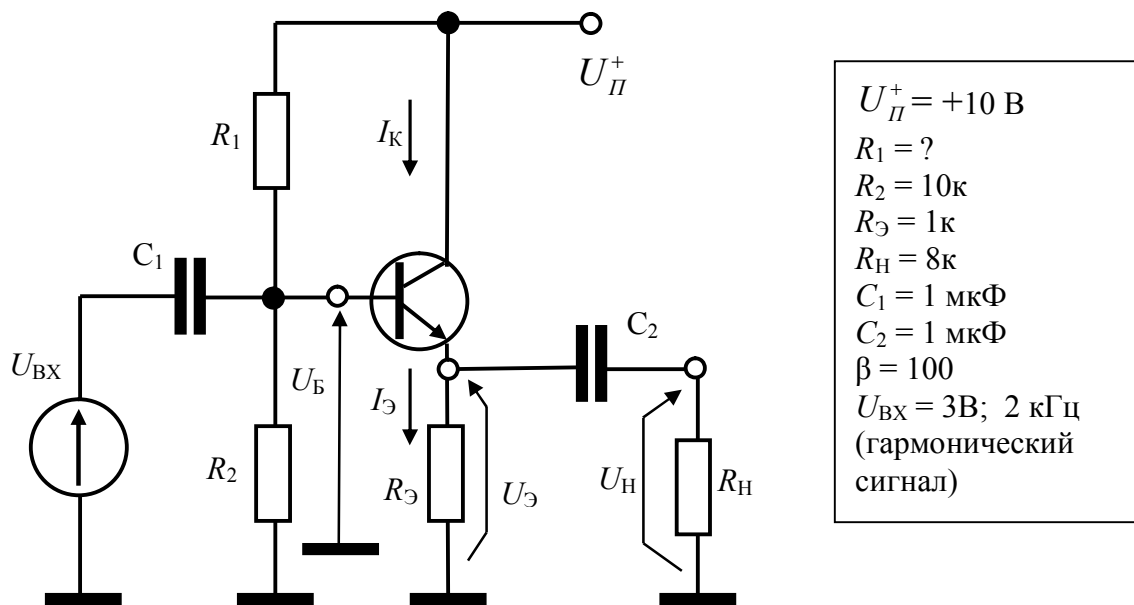 U_П^+
R₁
I_К
C₁
C₂
U_ВХ
U_Б
I_Э
R₂
R_Э
U_Э
U_Н
R_Н
U_П^+ = +10 В
R₁ = ?
R₂ = 10к
R_Э = 1к
R_Н = 8к
C₁ = 1 мкФ
C₂ = 1 мкФ
β = 100
U_ВХ = 3В; 2 кГц
(гармонический
сигнал)